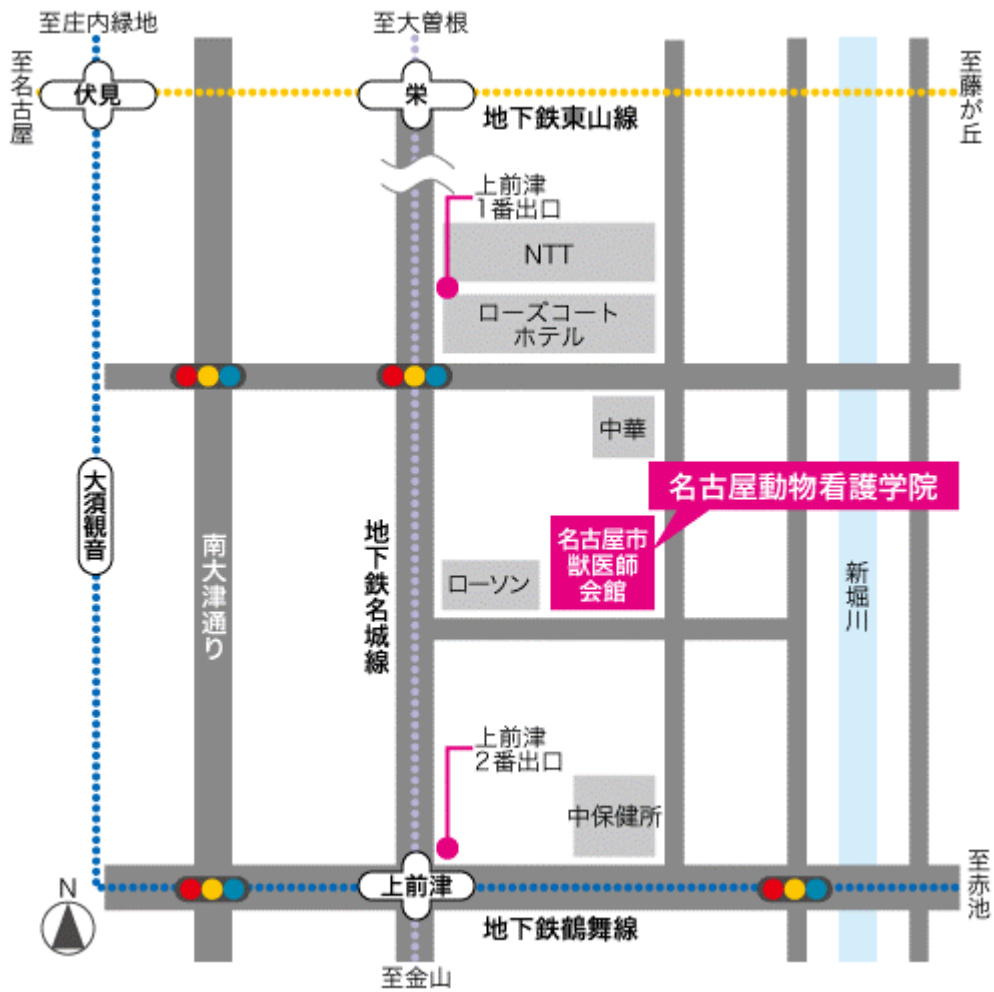 至庄内緑地
至大曽根
至名古屋
伏見
栄
至藤が丘
地下鉄東山線
上前津
1番出口
NTT
ローズコート
ホテル
中華
名古屋動物看護学院
大須観音
南大津通り
地下鉄名城線
名古屋市
獣医師
会館
ローソン
新堀川
上前津
2番出口
中保健所
N
上前津
至赤池
地下鉄鶴舞線
至金山